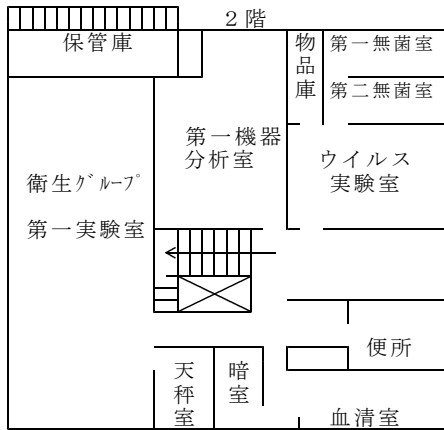 ２階
保管庫
物品庫
第一無菌室
第二無菌室
第一機器
分析室
ウイルス
実験室
衛生ｸﾞﾙｰﾌﾟ
第一実験室
便所
天秤室
暗室
血清室